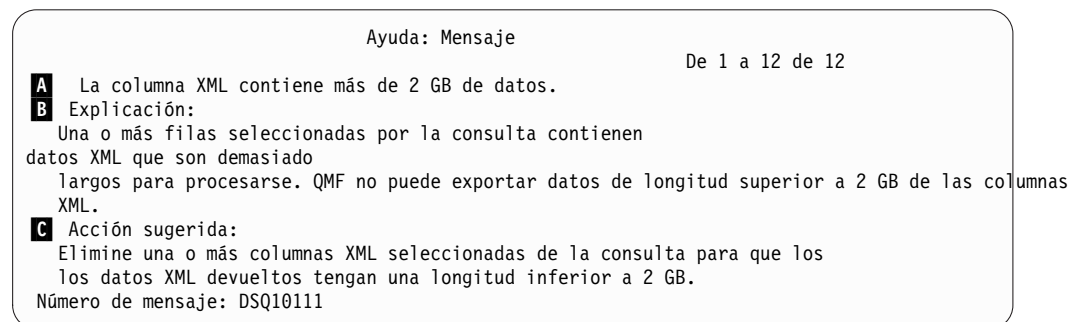 Ayuda: Mensaje
De 1 a 12 de 12
A La columna XML contiene más de 2 GB de datos.
B Explicación:
Una o más filas seleccionadas por la consulta contienen
datos XML que son demasiado
largos para procesarse. QMF no puede exportar datos de longitud superior a 2 GB de las columnas
XML.
C Acción sugerida:
Elimine una o más columnas XML seleccionadas de la consulta para que los
los datos XML devueltos tengan una longitud inferior a 2 GB.
Número de mensaje: DSQ10111